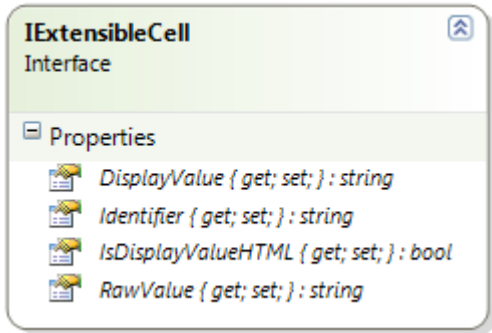 IExtensibleCell
Interface
Properties
DisplayValue { get; set; } : string
Identifier { get; set; } : string
IsDisplayValueHTML { get; set; } : bool
RawValue { get; set; } : string